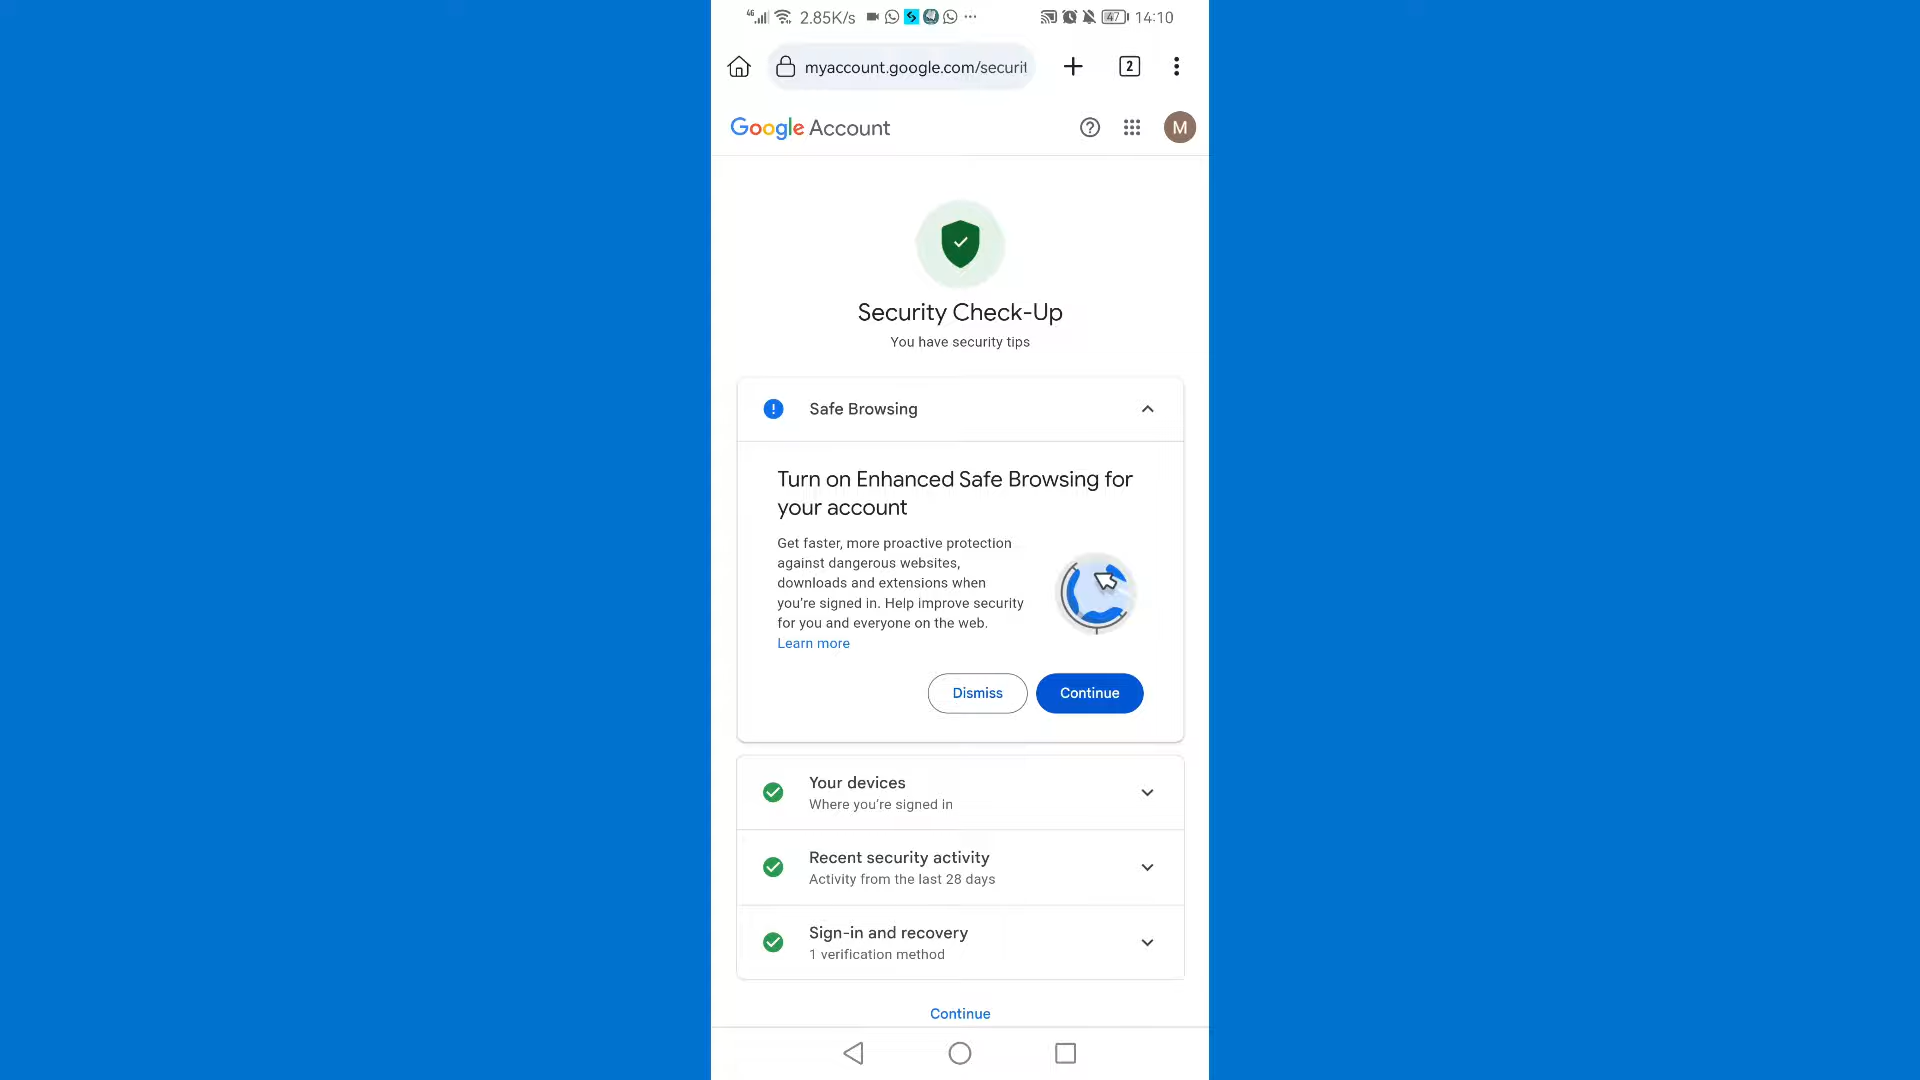 4G 2.85K/s 47 14:10
myaccount.google.com/securit
2
Google Account
M
Security Check-Up
You have security tips
Safe Browsing
Turn on Enhanced Safe Browsing for
your account
Get faster, more proactive protection
against dangerous websites,
downloads and extensions when
you're signed in. Help improve security
for you and everyone on the web.
Learn more
Dismiss
Continue
Your devices
Where you're signed in
Recent security activity
Activity from the last 28 days
Sign-in and recovery
1 verification method
Continue